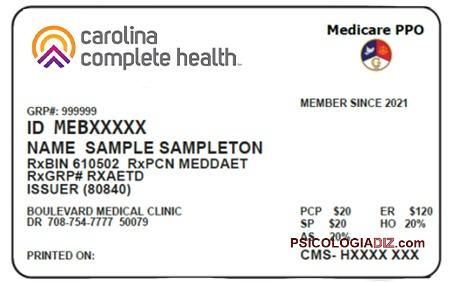 carolina
complete health™
Medicare PPO
G
MEMBER SINCE 2021
GRP#: 999999
ID MEBXXXXX
NAME SAMPLE SAMPLETON
RxBIN 610502 RxPCN MEDDAET
RxGRP# RXAETD
ISSUER (80840)
BOULEVARD MEDICAL CLINIC
DR 708-754-7777 50079
PCP $20 ER $120
SP $20 HO 20%
AS 20%
PSICOLOGIADIZ.com
PRINTED ON:
CMS- HXXXX XXX